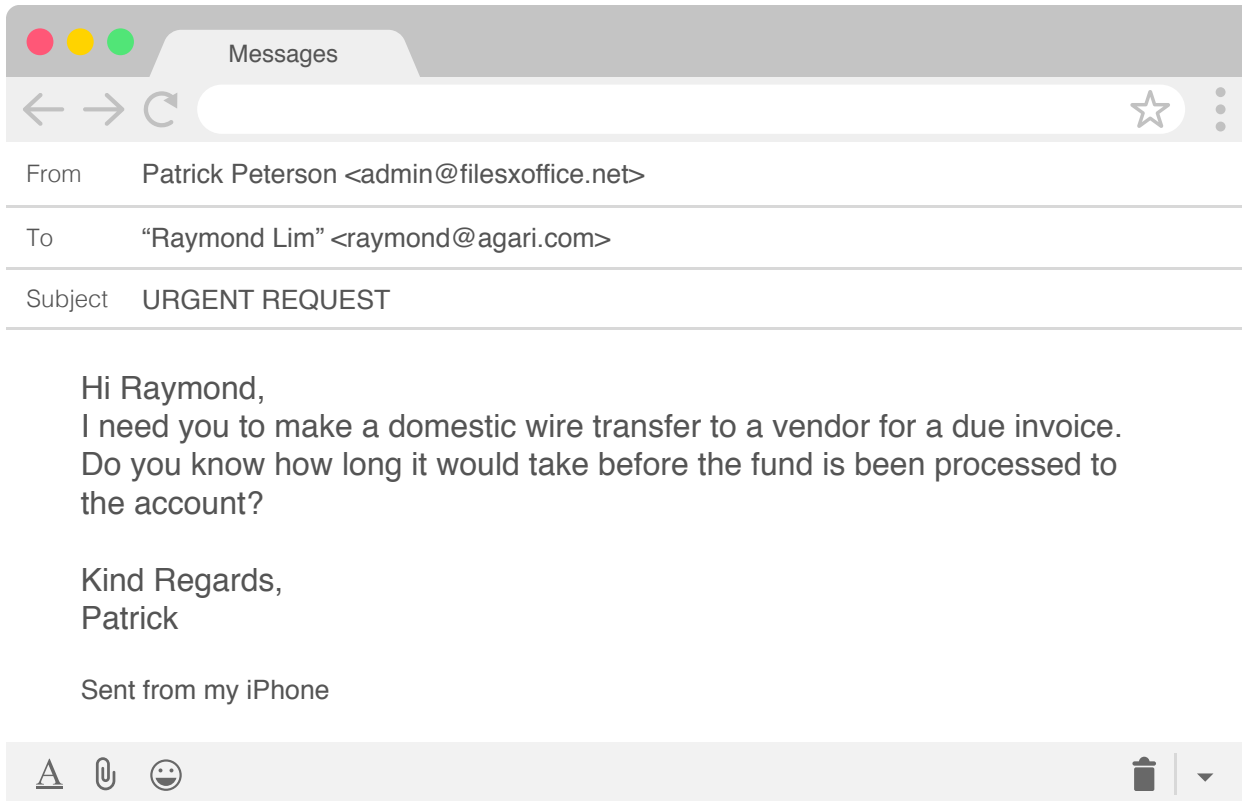 Messages
From Patrick Peterson <admin@filesxoffice.net>
To “Raymond Lim” <raymond@agari.com>
Subject URGENT REQUEST
Hi Raymond,
I need you to make a domestic wire transfer to a vendor for a due invoice.
Do you know how long it would take before the fund is been processed to
the account?
Kind Regards,
Patrick
Sent from my iPhone
A